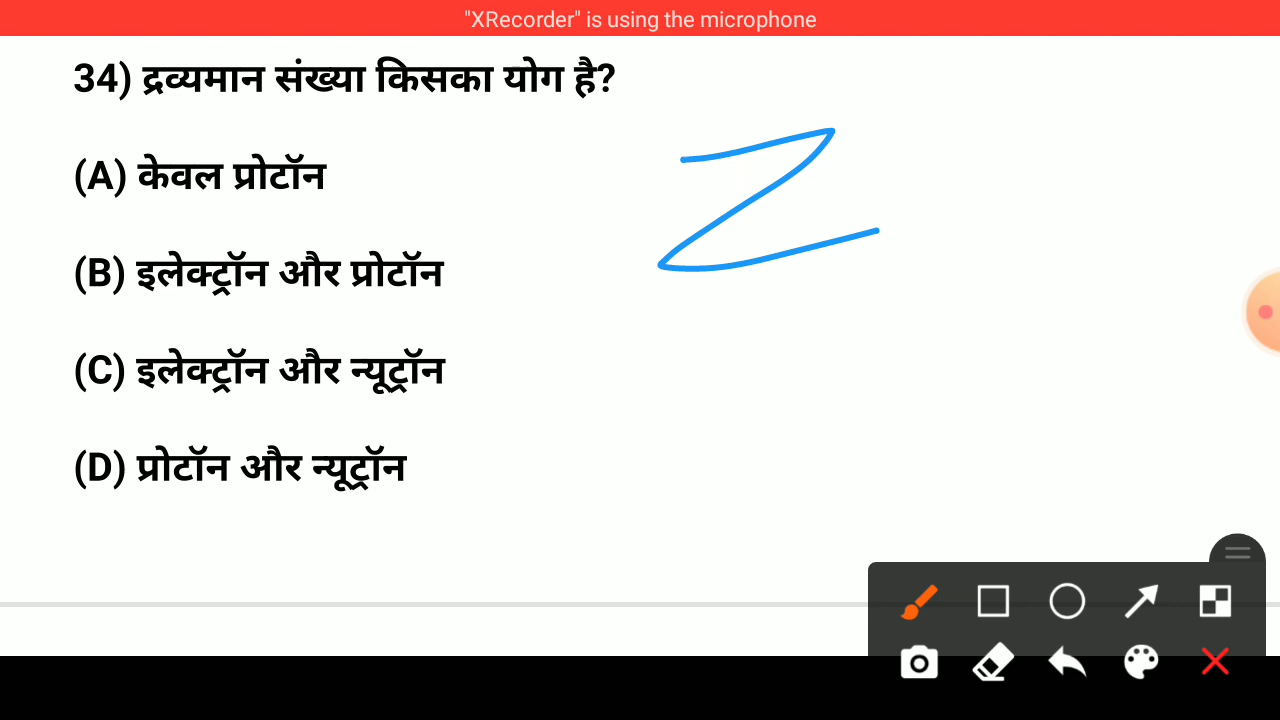 "XRecorder" is using the microphone
34) द्रव्यमान संख्या किसका योग है?
Z
(A) केवल प्रोटॉन
(B) इलेक्ट्रॉन और प्रोटॉन
(C) इलेक्ट्रॉन और न्यूट्रॉन
(D) प्रोटॉन और न्यूट्रॉन